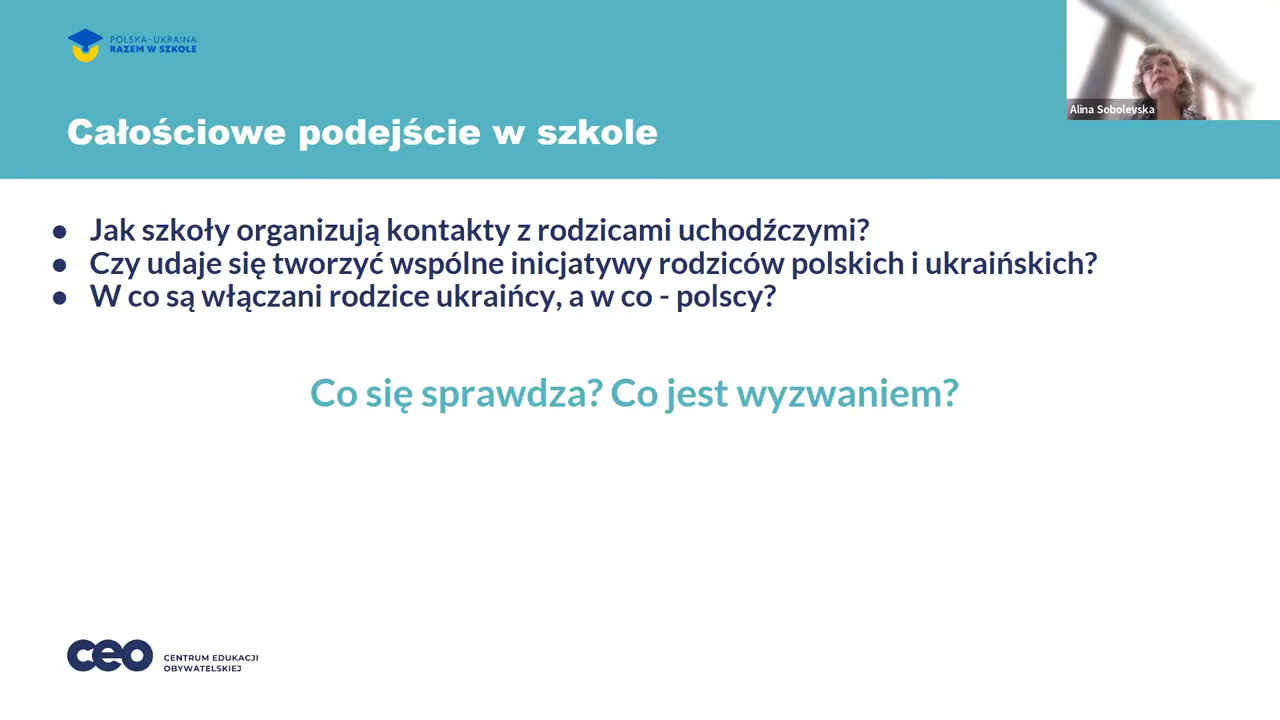 POLSKA-UKRAINA
RAZEM W SZKOLE
Alina Sobolevska
Całościowe podejście w szkole
● Jak szkoły organizują kontakty z rodzicami uchodźczymi?
● Czy udaje się tworzyć wspólne inicjatywy rodziców polskich i ukraińskich?
● W co są włączani rodzice ukraińcy, a w co - polscy?
Co się sprawdza? Co jest wyzwaniem?
ceo
CENTRUM EDUKACJI
OBYWATELSKIEJ